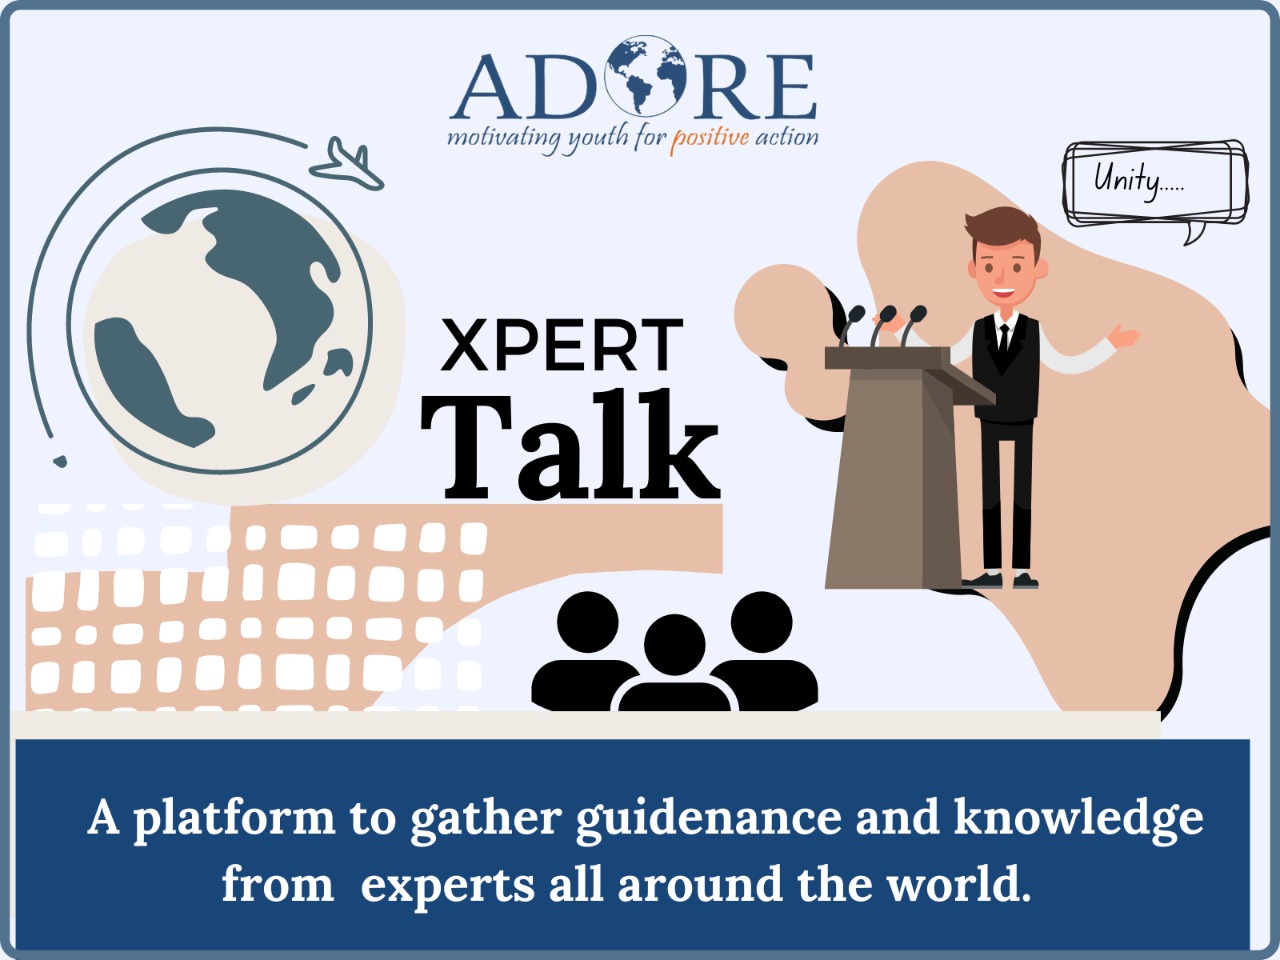 ADORE
motivating youth for positive action
Unity.....
XPERT
Talk
A platform to gather guidenance and knowledge
from experts all around the world.